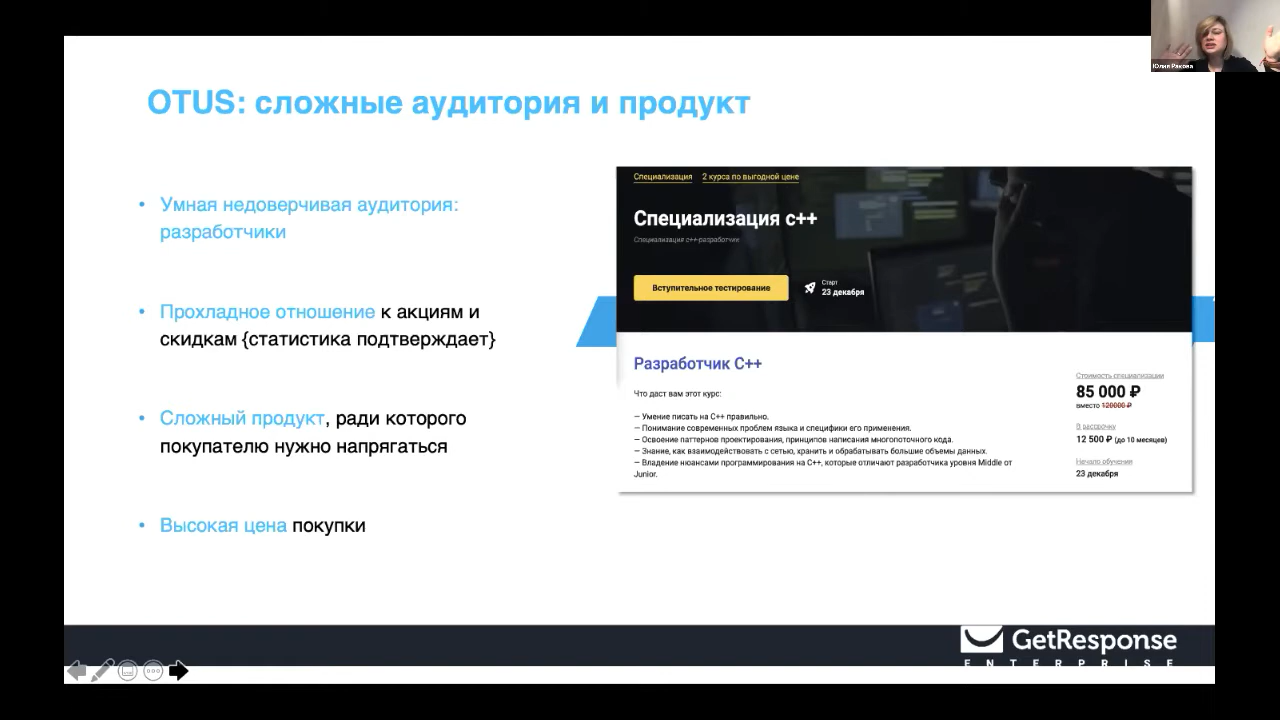 Юлия Ракова
OTUS: сложные аудитория и продукт
• Умная недоверчивая аудитория:
разработчики
• Прохладное отношение к акциям и
скидкам {статистика подтверждает}
• Сложный продукт, ради которого
покупателю нужно напрягаться
• Высокая цена покупки
Специализация 2 курса по выгодной цене
Специализация c++
Специализация c++-разработчик
Вступительное тестирование
Старт
23 декабря
Разработчик C++
Что даст вам этот курс:
— Умение писать на C++ правильно.
— Понимание современных проблем языка и специфики его применения.
— Освоение паттернов проектирования, принципов написания многопоточного кода.
— Знание, как взаимодействовать с сетью, хранить и обрабатывать большие объемы данных.
— Владение нюансами программирования на C++, которые отличают разработчика уровня Middle от
Junior.
Стоимость специализации
85 000 ₽
вместо 120000 ₽
В рассрочку
12 500 ₽ (до 10 месяцев)
Начало обучения
23 декабря
GetResponse
ENTERPRISE